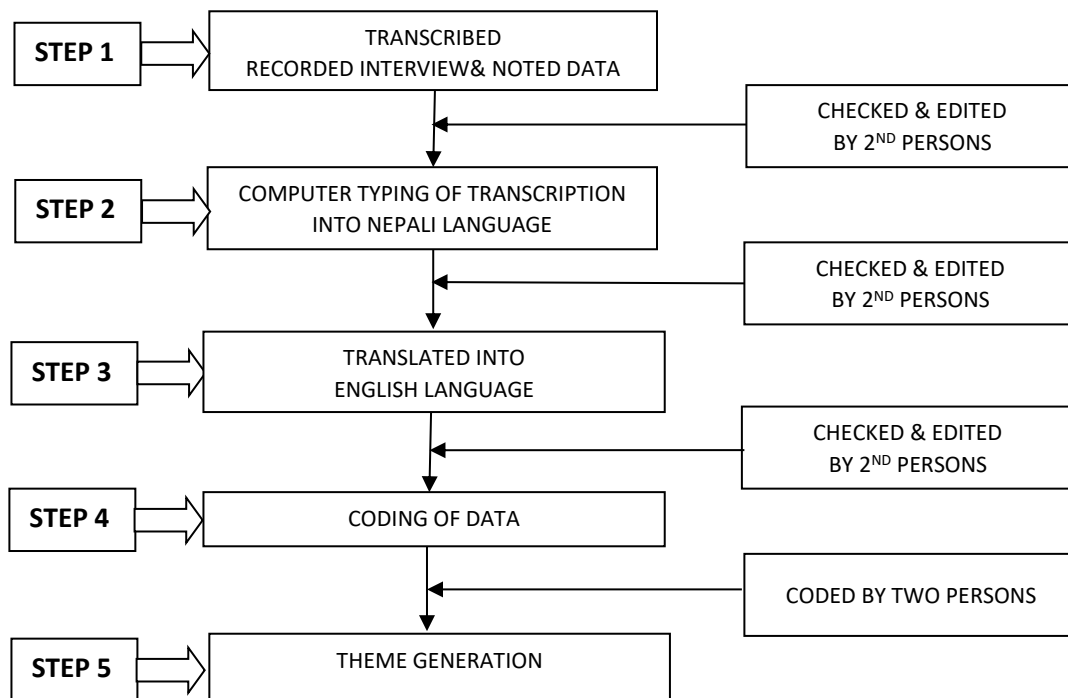 STEP 1
TRANSCRIBED
RECORDED INTERVIEW& NOTED DATA
CHECKED & EDITED
BY 2ND PERSONS
STEP 2
COMPUTER TYPING OF TRANSCRIPTION
INTO NEPALI LANGUAGE
CHECKED & EDITED
BY 2ND PERSONS
STEP 3
TRANSLATED INTO
ENGLISH LANGUAGE
CHECKED & EDITED
BY 2ND PERSONS
STEP 4
CODING OF DATA
CODED BY TWO PERSONS
STEP 5
THEME GENERATION